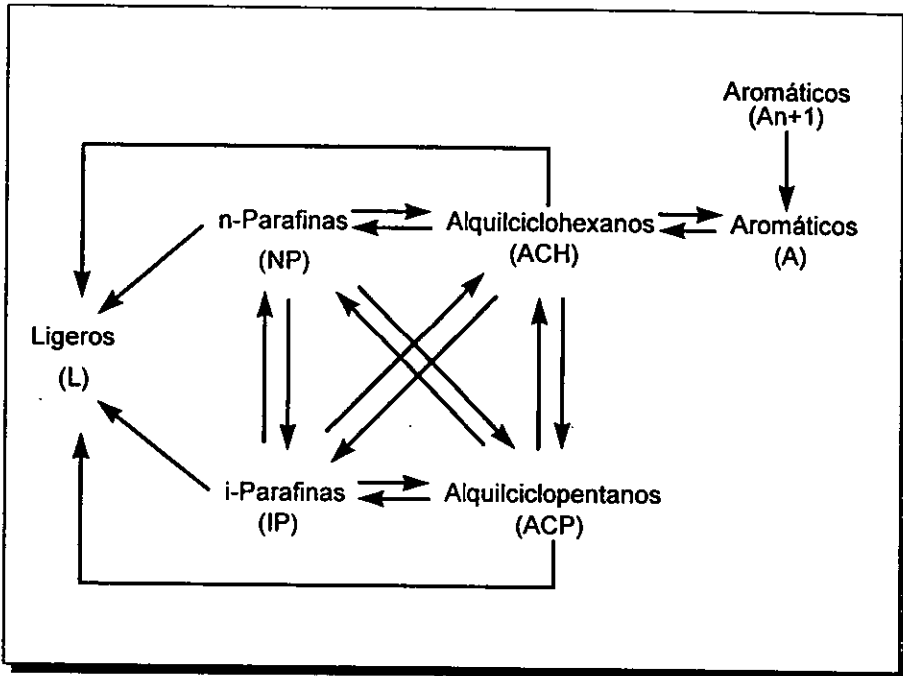 Aromáticos
(An+1)
n-Parafinas
(NP)
Alquilciclohexanos
(ACH)
Aromáticos
(A)
Ligeros
(L)
i-Parafinas
(IP)
Alquilciclopentanos
(ACP)